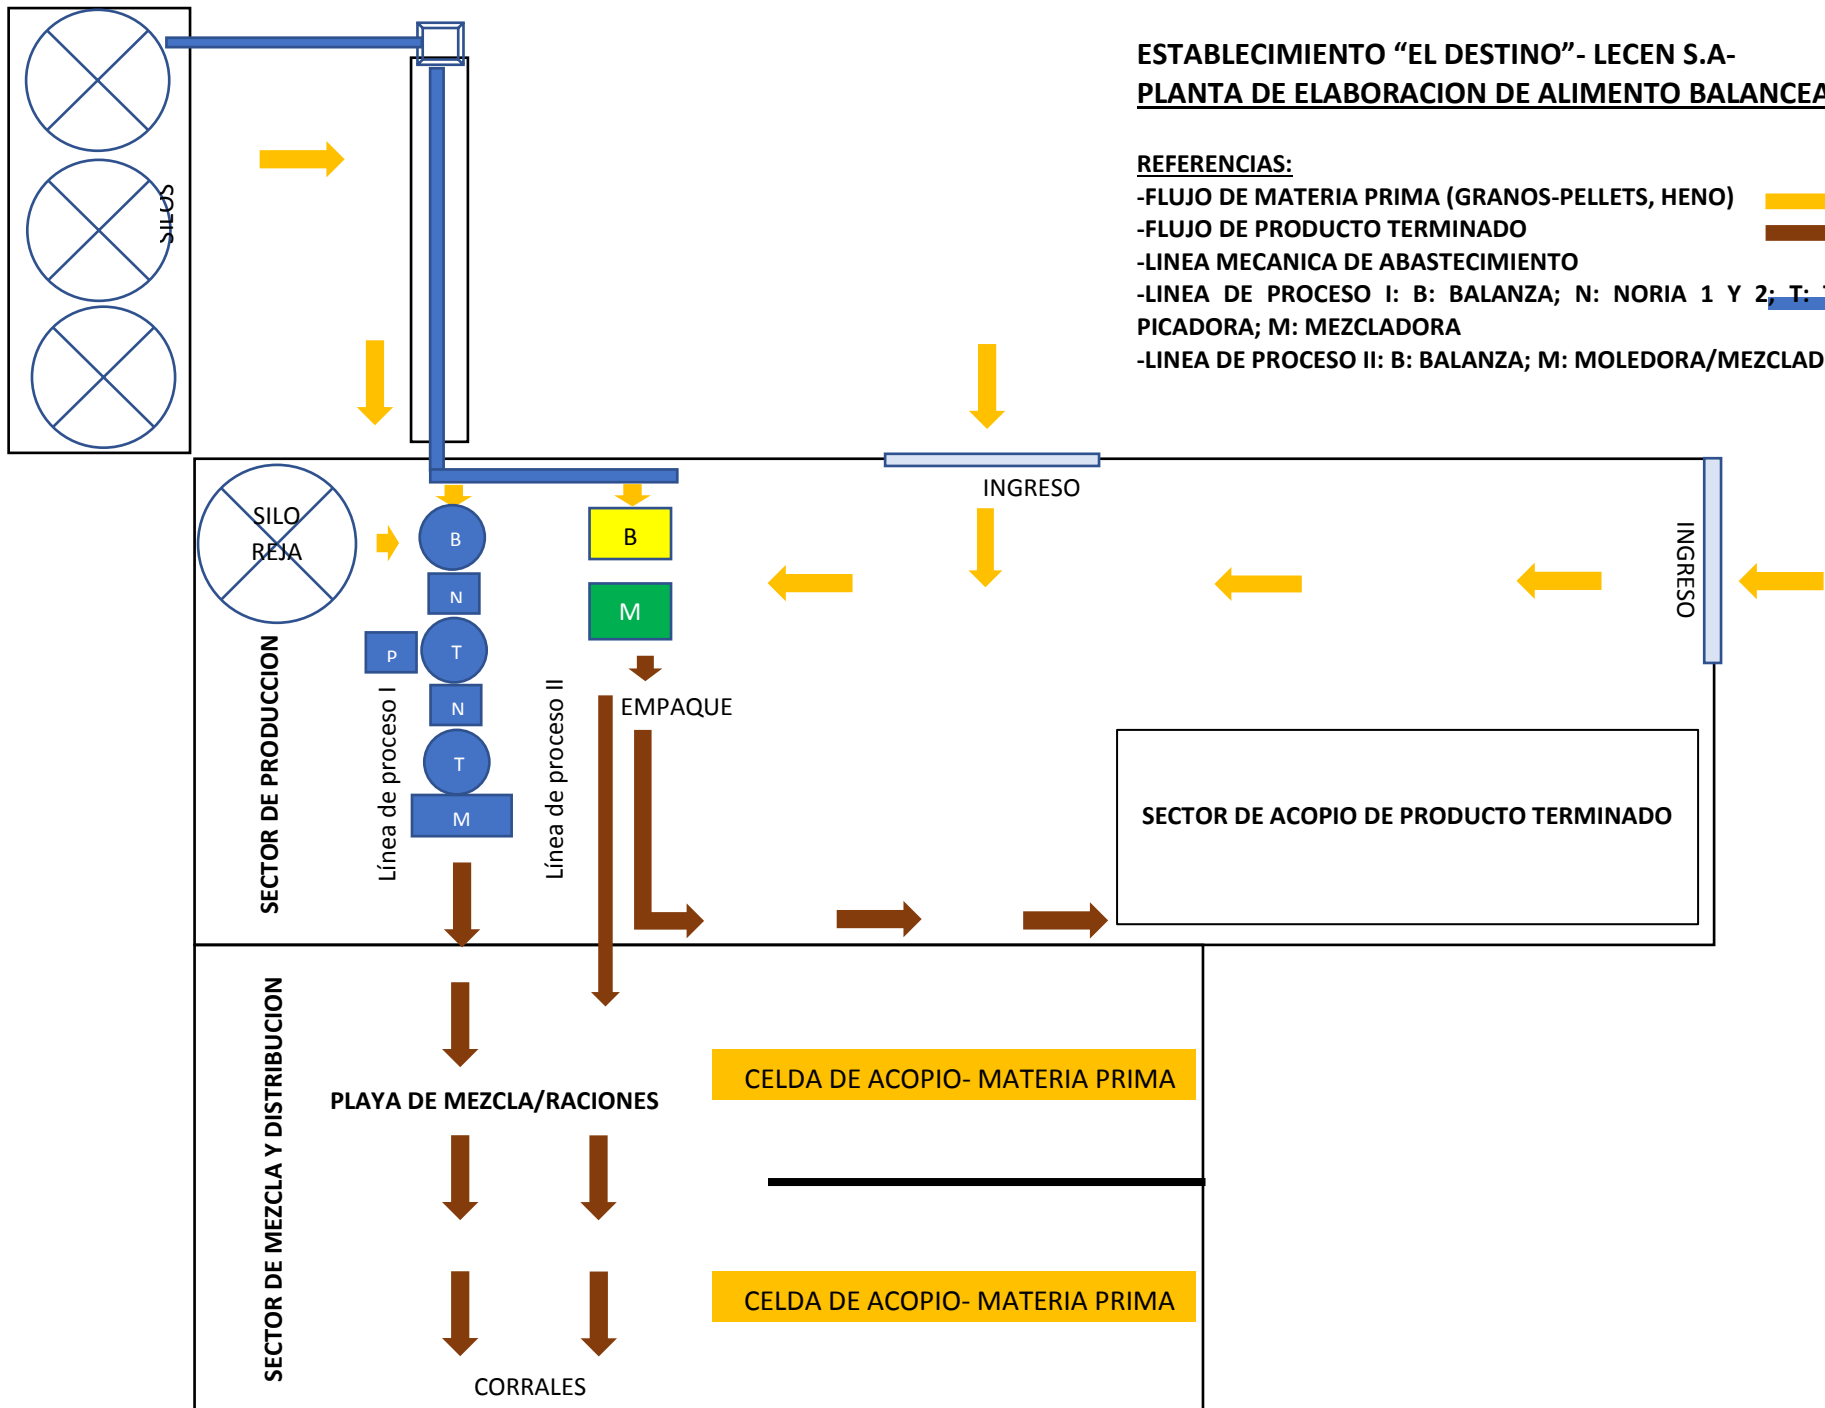 ESTABLECIMIENTO “EL DESTINO”- LECEN S.A-
PLANTA DE ELABORACION DE ALIMENTO BALANCEA
REFERENCIAS:
-FLUJO DE MATERIA PRIMA (GRANOS-PELLETS, HENO)
-FLUJO DE PRODUCTO TERMINADO
-LINEA MECANICA DE ABASTECIMIENTO
-LINEA DE PROCESO I: B: BALANZA; N: NORIA 1 Y 2; T:
PICADORA; M: MEZCLADORA
-LINEA DE PROCESO II: B: BALANZA; M: MOLEDORA/MEZCLAD
SILOS
INGRESO
INGRESO
SILO
REJA
B
N
P
T
N
T
M
B
M
EMPAQUE
SECTOR DE PRODUCCION
Línea de proceso I
Línea de proceso II
SECTOR DE ACOPIO DE PRODUCTO TERMINADO
SECTOR DE MEZCLA Y DISTRIBUCION
PLAYA DE MEZCLA/RACIONES
CELDA DE ACOPIO- MATERIA PRIMA
CELDA DE ACOPIO- MATERIA PRIMA
CORRALES